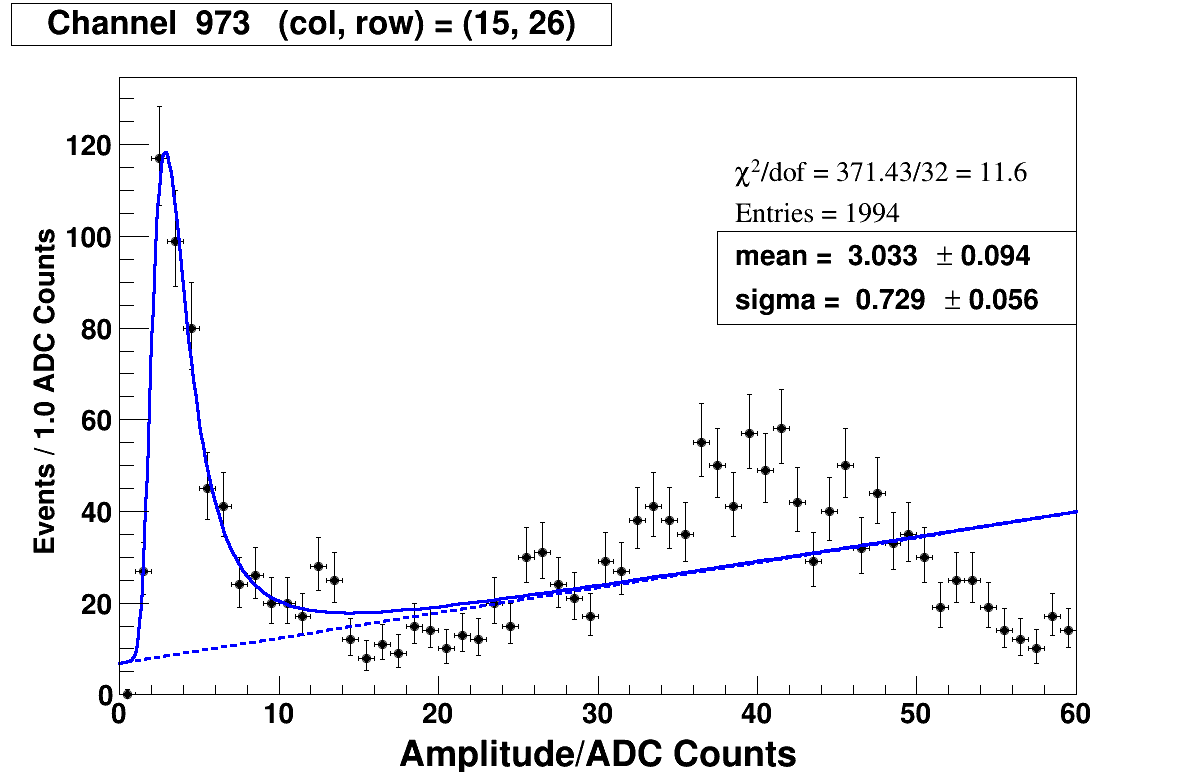 Channel 973 (col, row) = (15, 26)
χ²/dof = 371.43/32 = 11.6
Entries = 1994
mean = 3.033 ± 0.094
sigma = 0.729 ± 0.056
Events / 1.0 ADC Counts
120
100
80
60
40
20
0
0 10 20 30 40 50 60
Amplitude/ADC Counts